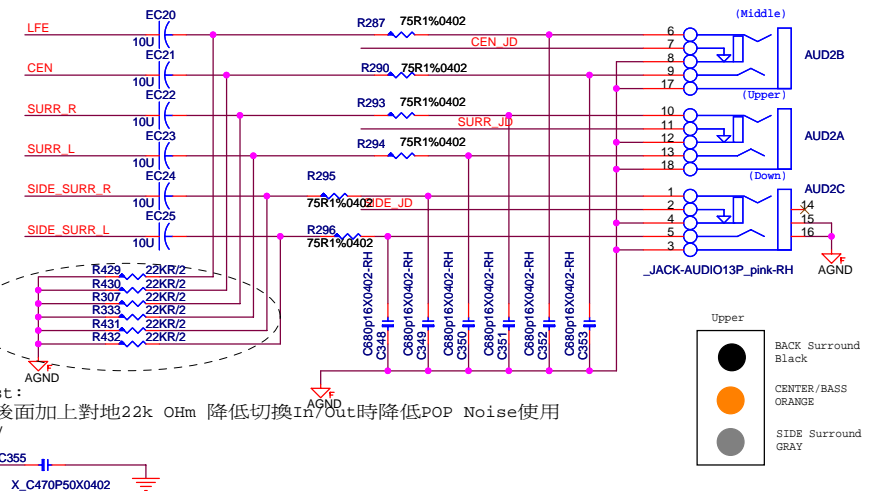 LFE
EC20
10U
R287
75R1%0402
CEN_JD
6
7
8
9
17
(Middle)
AUD2B
CEN
EC21
10U
R290
75R1%0402
SURR_R
EC22
10U
R293
75R1%0402
SURR_JD
(Upper)
10
11
12
13
18
AUD2A
SURR_L
EC23
10U
R294
75R1%0402
(Down)
SIDE_SURR_R
EC24
10U
R295
75R1%0402
SIDE_JD
1
2
4
5
3
AUD2C
14
15
16
SIDE_SURR_L
EC25
10U
R296
75R1%0402
_JACK-AUDIO13P_pink-RH
F
AGND
R429 22KR/2
R430 22KR/2
R307 22KR/2
R333 22KR/2
R431 22KR/2
R432 22KR/2
F
AGND
C680p16X0402-RH
C348
C680p16X0402-RH
C349
C680p16X0402-RH
C350
C680p16X0402-RH
C351
C680p16X0402-RH
C352
C680p16X0402-RH
C353
F
AGND
Upper
BACK Surround
Black
CENTER/BASS
ORANGE
SIDE Surround
GRAY
st:
後面加上對地22k OHm 降低切換In/Out時降低POP Noise使用
/
C355
X_C470P50X0402